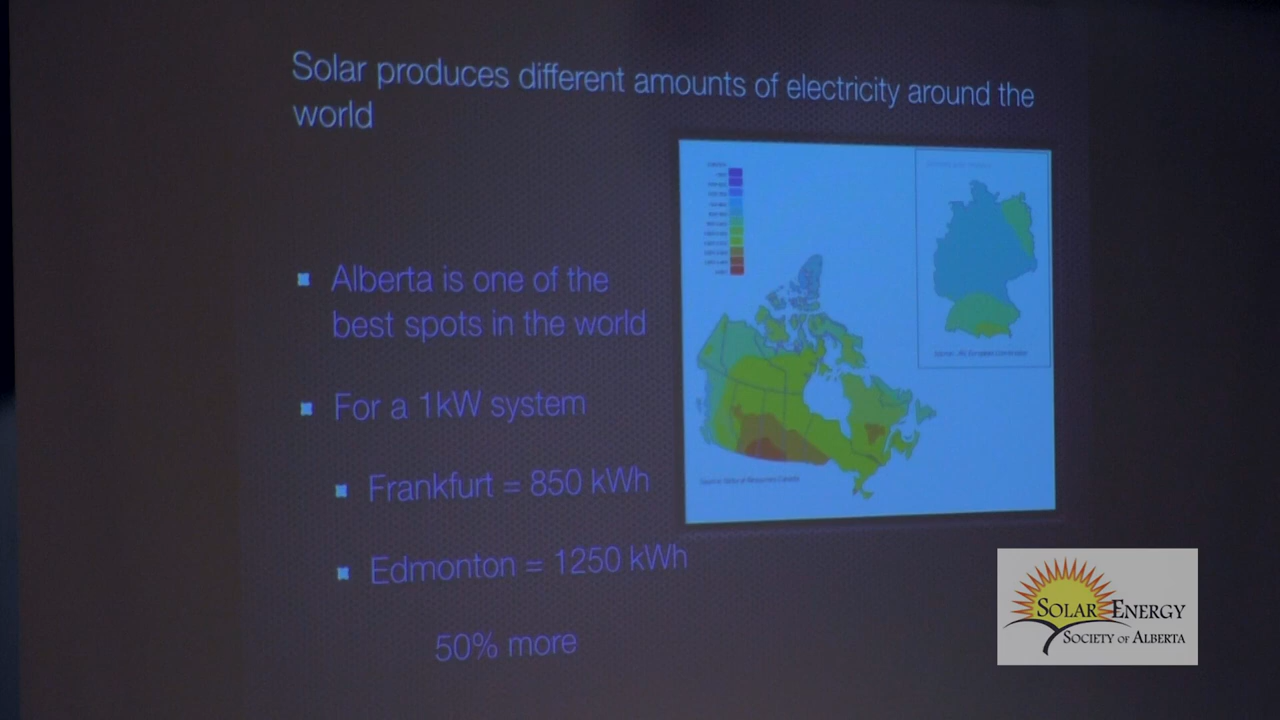 Solar produces different amounts of electricity around the
world
Alberta is one of the
best spots in the world
For a 1kW system
Frankfurt = 850 kWh
Edmonton = 1250 kWh
50% more
SOLAR ENERGY
SOCIETY OF ALBERTA